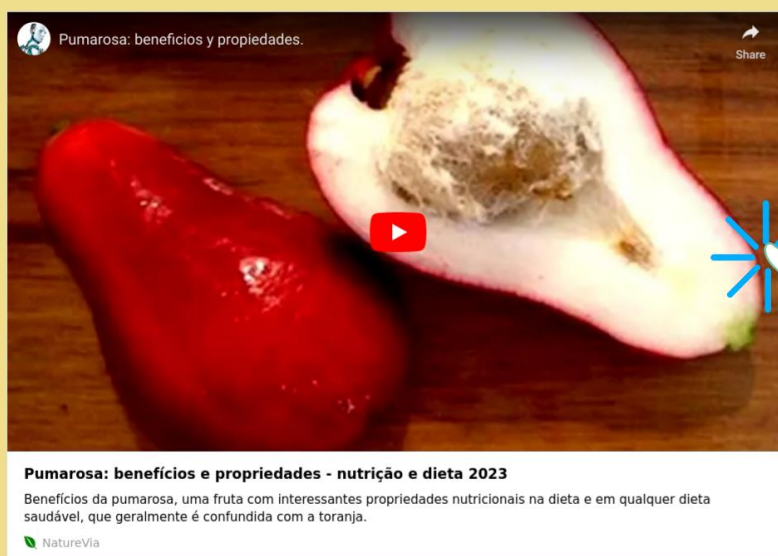 Pumarosa: beneficios y propiedades.
Share
Pumarosa: benefícios e propriedades - nutrição e dieta 2023
Benefícios da pumarosa, uma fruta com interessantes propriedades nutricionais na dieta e em qualquer dieta
saudável, que geralmente é confundida com a toranja.
NatureVia